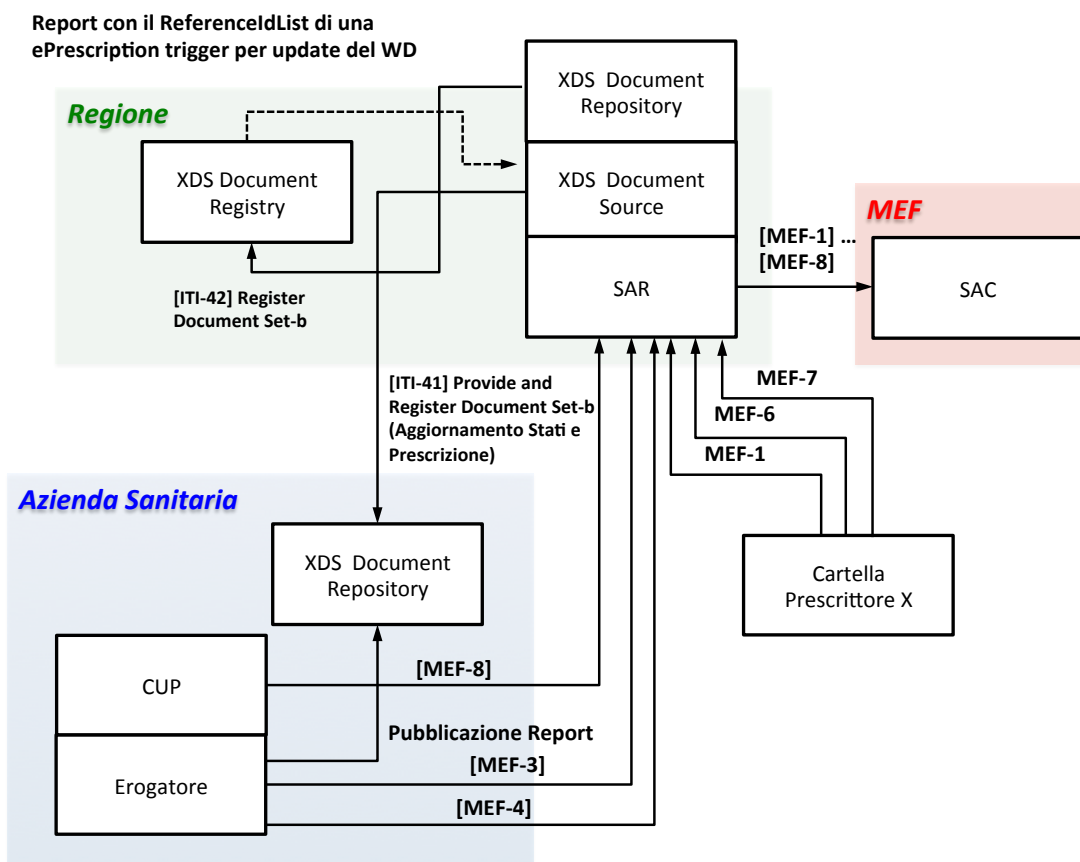 Report con il ReferenceIdList di una
ePrescription trigger per update del WD
XDS  Document
Repository
Regione
XDS Document
Registry
XDS  Document
Source
MEF
[MEF-1] ...
[MEF-8]
SAC
SAR
[ITI-42] Register
Document Set-b
[ITI-41] Provide and
Register Document Set-b
(Aggiornamento Stati e
Prescrizione)
MEF-7
MEF-6
MEF-1
Azienda Sanitaria
XDS  Document
Repository
Cartella
Prescrittore X
CUP
[MEF-8]
Pubblicazione Report
[MEF-3]
Erogatore
[MEF-4]